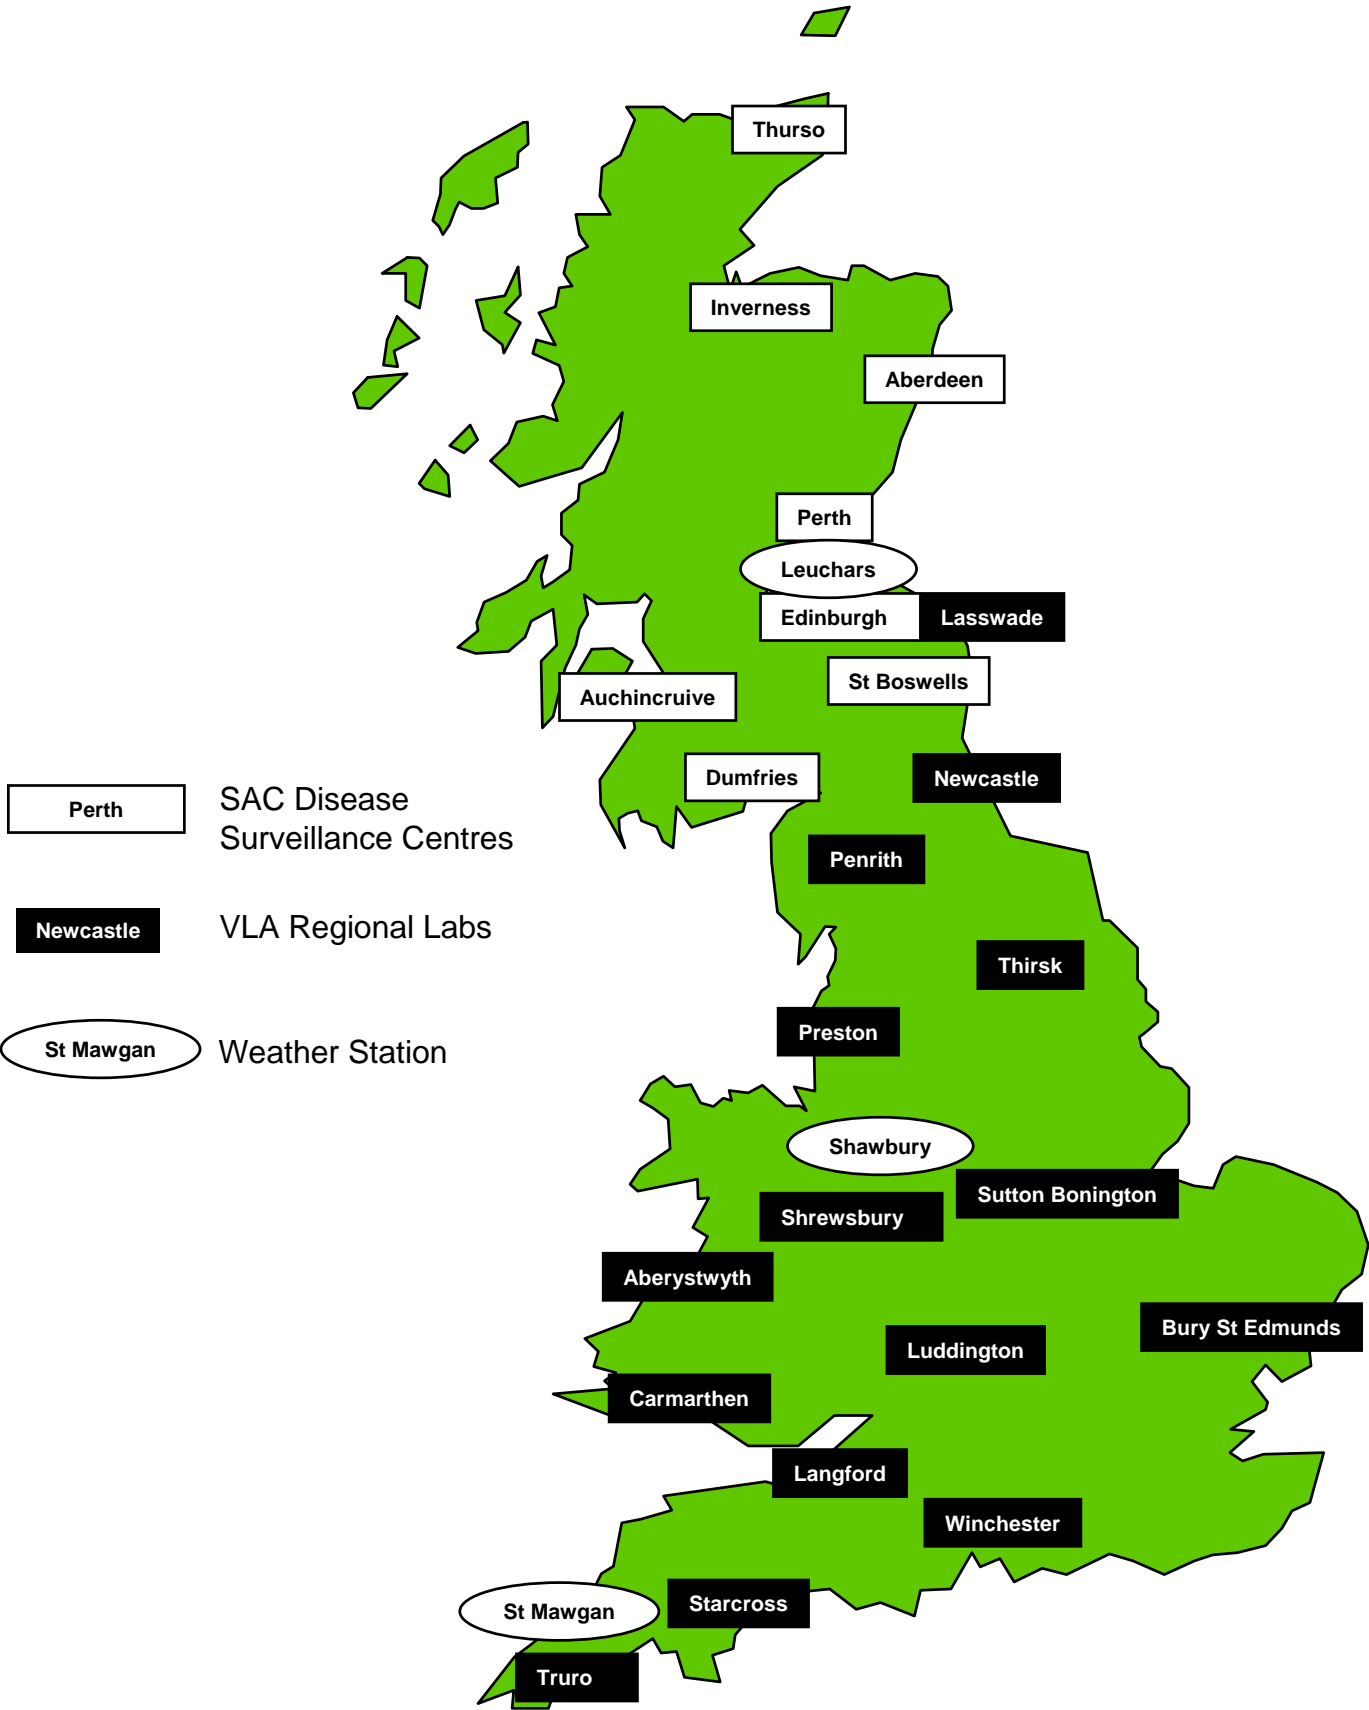 Thurso
Inverness
Aberdeen
Perth
Leuchars
Edinburgh
Lasswade
St Boswells
Auchincruive
Dumfries
Newcastle
Perth
SAC Disease
Surveillance Centres
Penrith
Newcastle
VLA Regional Labs
Thirsk
Preston
St Mawgan
Weather Station
Shawbury
Sutton Bonington
Shrewsbury
Aberystwyth
Bury St Edmunds
Luddington
Carmarthen
Langford
Winchester
Starcross
St Mawgan
Truro